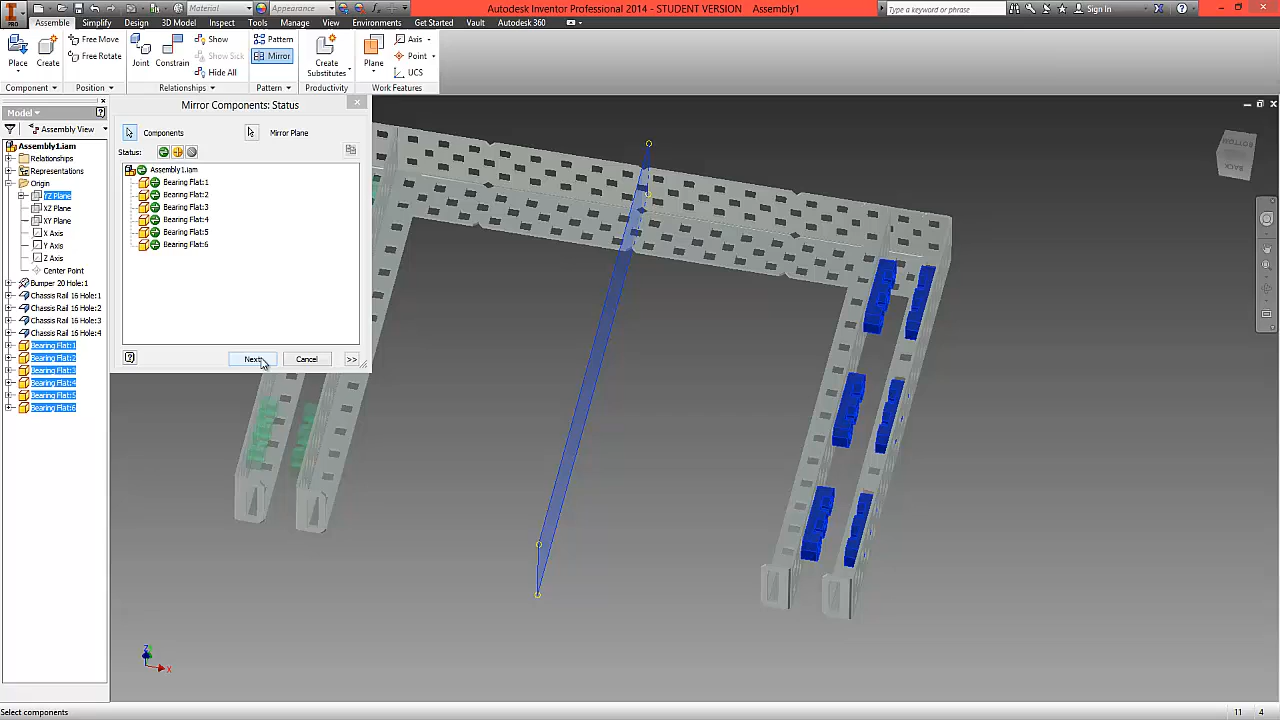 Material
Appearance
Autodesk Inventor Professional 2014 - STUDENT VERSION Assembly1
Type a keyword or phrase
Sign In
PRO
Assemble Simplify Design 3D Model Inspect Tools Manage View Environments Get Started Vault Autodesk 360
Place
Create
Free Move
Free Rotate
Joint
Constrain
Show
Show Sick
Hide All
Pattern
Mirror
Create
Substitutes
Plane
Axis
Point
UCS
Component
Position
Relationships
Pattern
Productivity
Work Features
Model
Assembly View
Assembly1.iam
Relationships
Representations
Origin
YZ Plane
XZ Plane
XY Plane
X Axis
Y Axis
Z Axis
Center Point
Bumper 20 Hole:1
Chassis Rail 16 Hole:1
Chassis Rail 16 Hole:2
Chassis Rail 16 Hole:3
Chassis Rail 16 Hole:4
Bearing Flat:1
Bearing Flat:2
Bearing Flat:3
Bearing Flat:4
Bearing Flat:5
Bearing Flat:6
Mirror Components: Status
Components
Mirror Plane
Status:
Assembly1.iam
Bearing Flat:1
Bearing Flat:2
Bearing Flat:3
Bearing Flat:4
Bearing Flat:5
Bearing Flat:6
Next
Cancel
>>
BOTTOM
BACK
Z
X
Select components
11 4